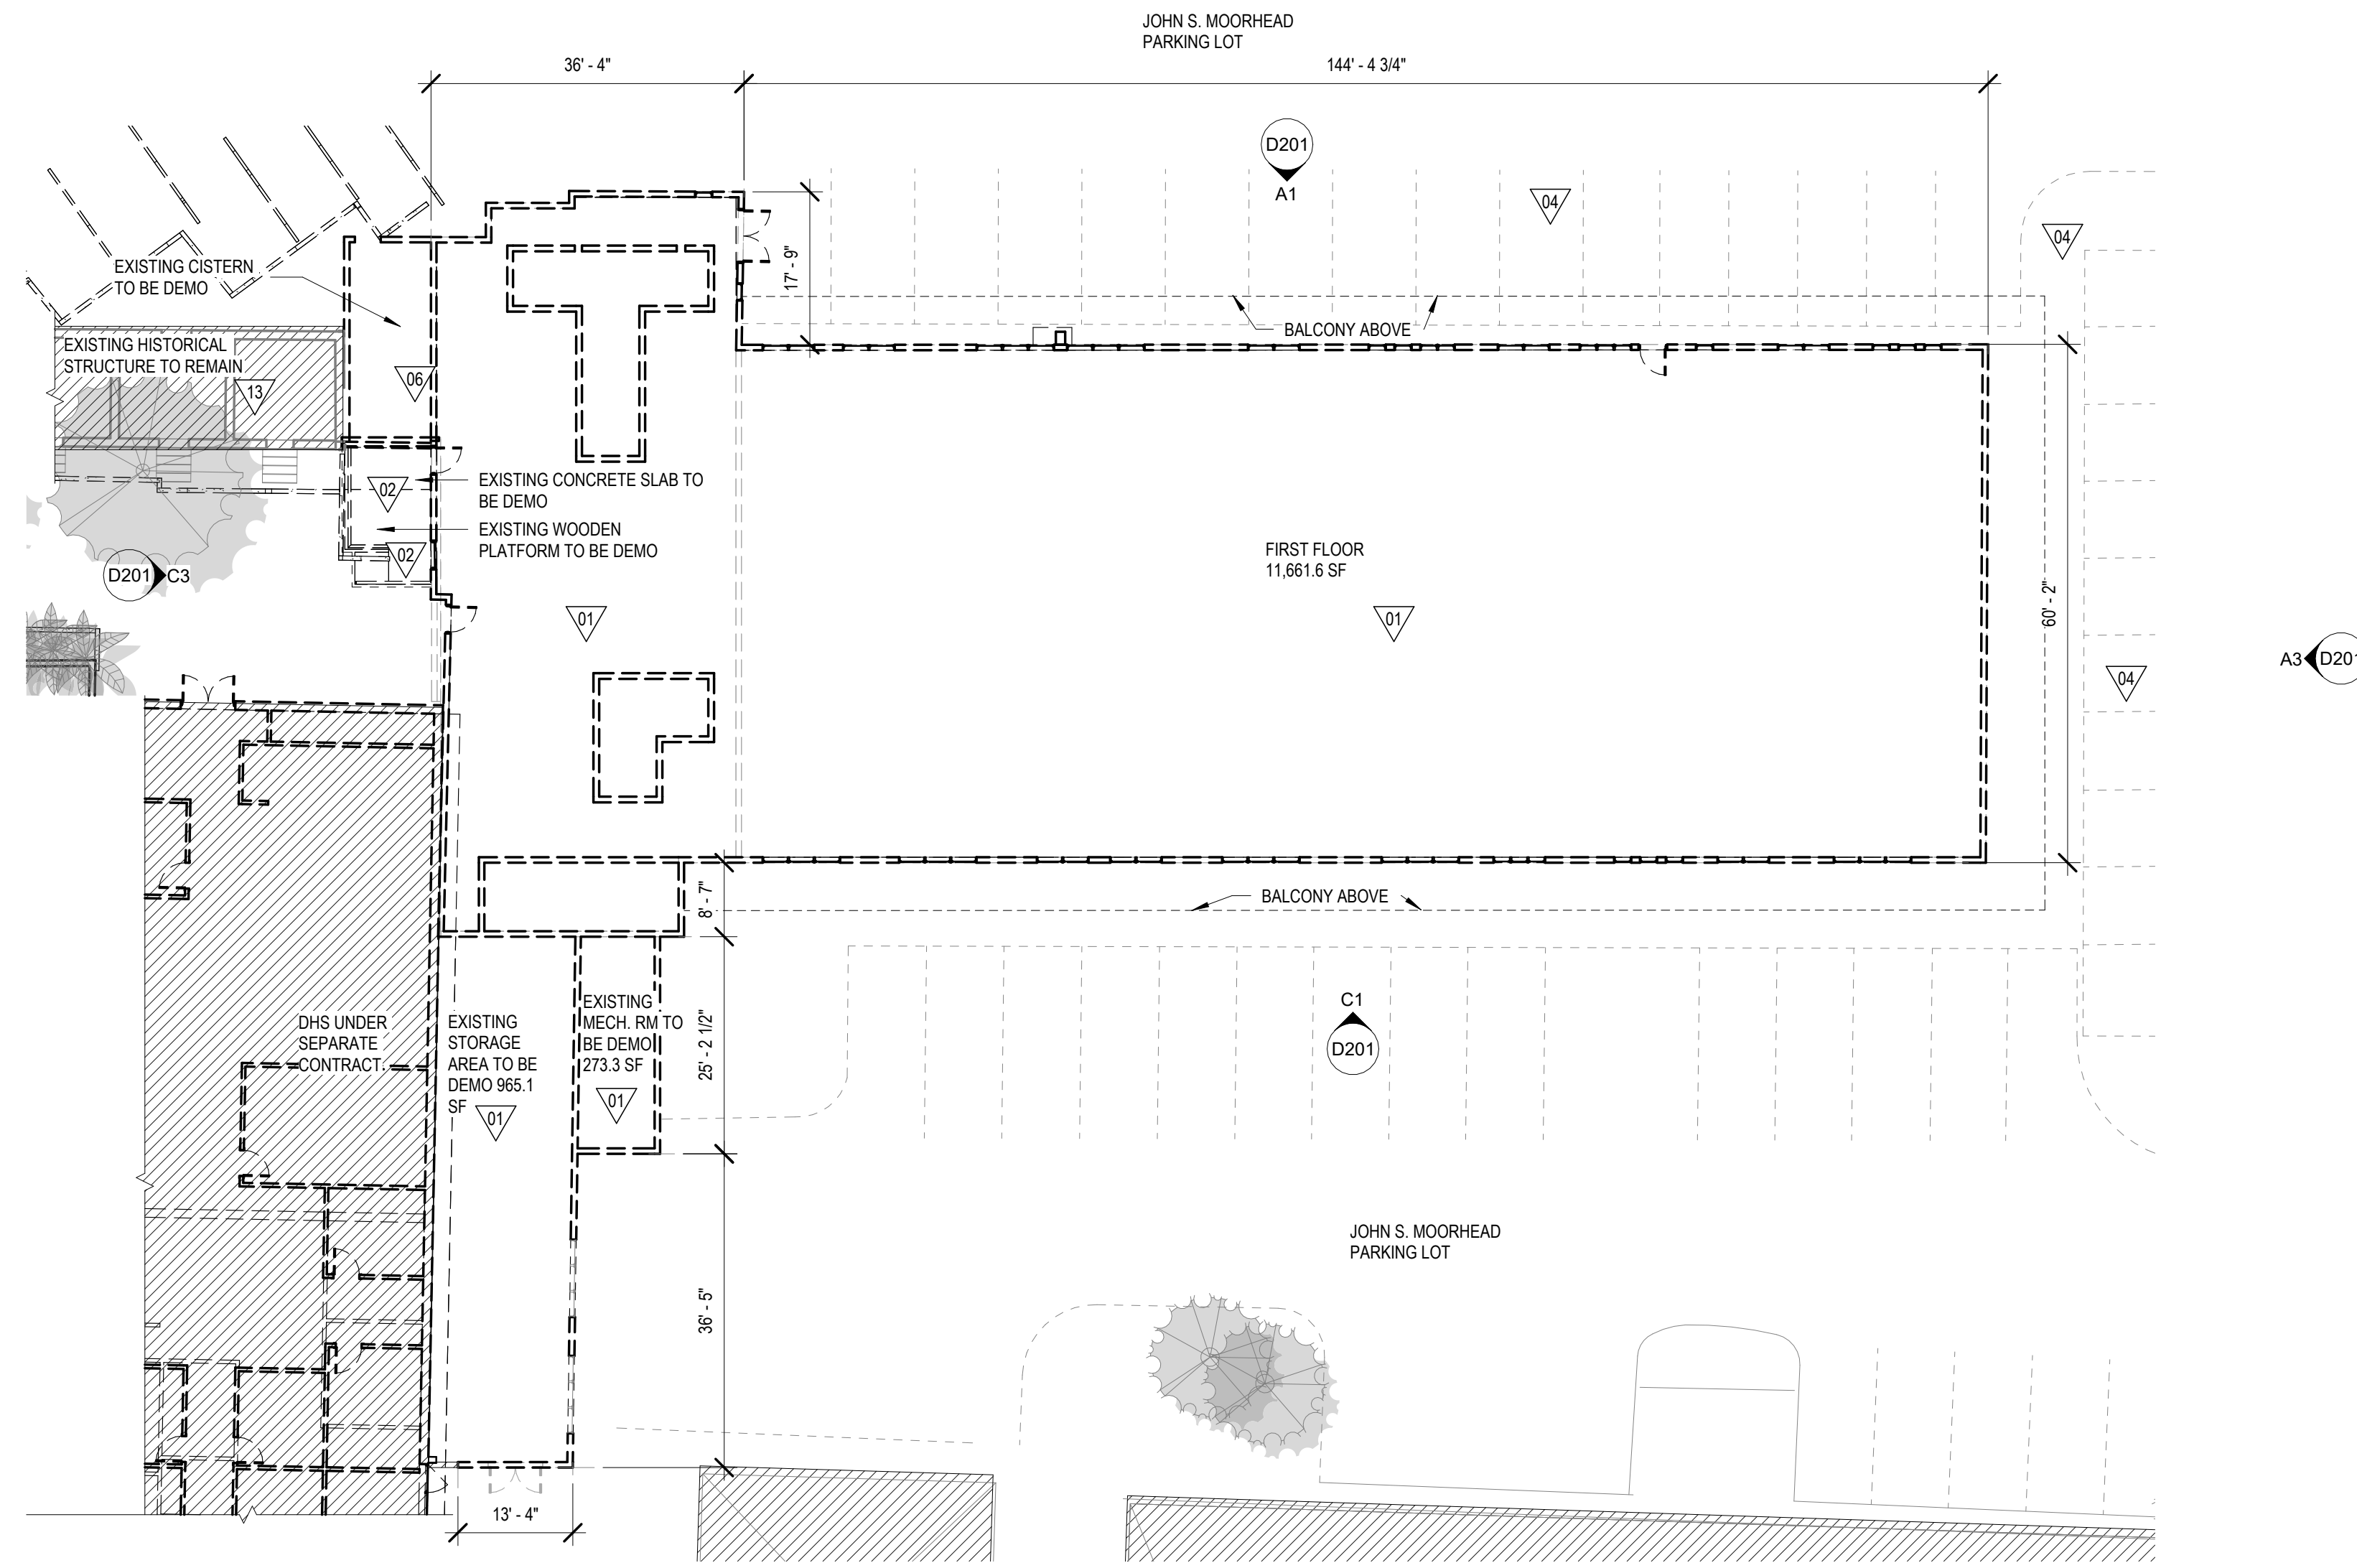 JOHN S. MOORHEAD
PARKING LOT
36' - 4"
144' - 4 3/4"
D201
A1
04
04
17' - 9"
EXISTING CISTERN
TO BE DEMO
BALCONY ABOVE
EXISTING HISTORICAL
STRUCTURE TO REMAIN
13
06
EXISTING CONCRETE SLAB TO
BE DEMO
02
EXISTING WOODEN
PLATFORM TO BE DEMO
02
D201
C3
FIRST FLOOR
11,661.6 SF
01
01
60' - 2"
A3
D201
04
8' - 7"
BALCONY ABOVE
DHS UNDER
SEPARATE
CONTRACT.
EXISTING
STORAGE
AREA TO BE
DEMO 965.1
SF
01
EXISTING
MECH. RM TO
BE DEMO
273.3 SF
01
25' - 2 1/2"
C1
D201
JOHN S. MOORHEAD
PARKING LOT
36' - 5"
13' - 4"